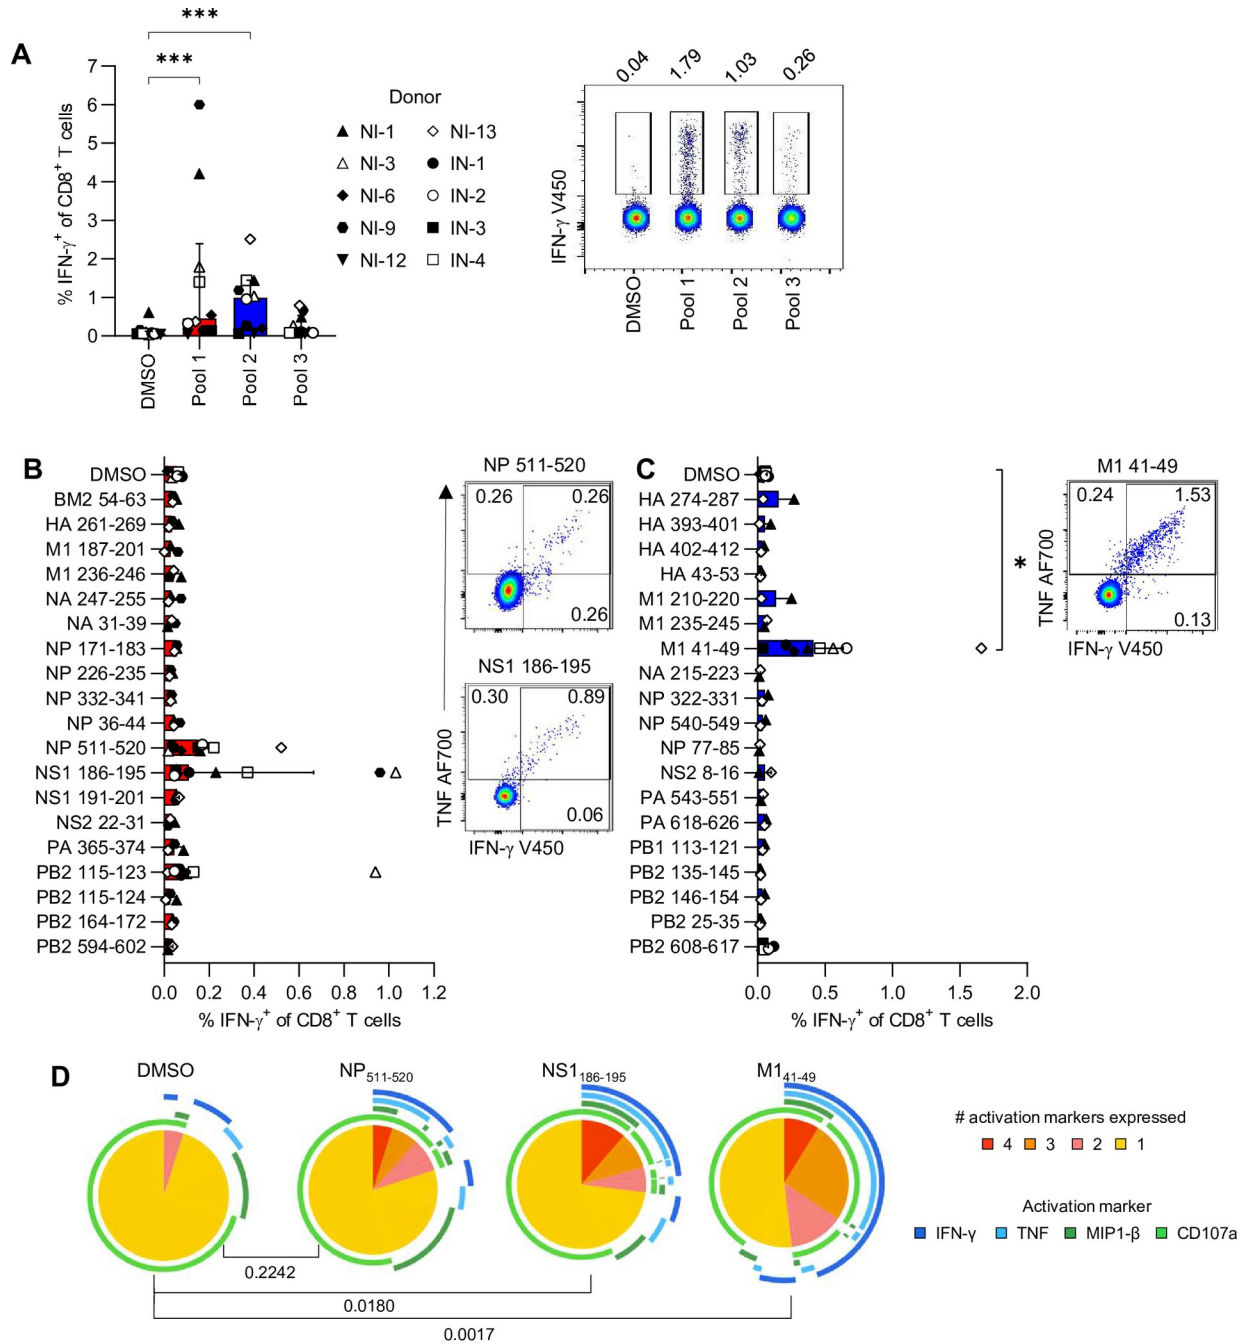 A
***
***
7
6
5
4
3
2
1
0
% IFN-γ+ of CD8+ T cells
DMSO
Pool 1
Pool 2
Pool 3
Donor
NI-1
NI-13
NI-3
IN-1
NI-6
IN-2
NI-9
IN-3
NI-12
IN-4
0.04
1.79
1.03
0.26
IFN-γ V450
DMSO
Pool 1
Pool 2
Pool 3
B
DMSO
BM2 54-63
HA 261-269
M1 187-201
M1 236-246
NA 247-255
NA 31-39
NP 171-183
NP 226-235
NP 332-341
NP 36-44
NP 511-520
NS1 186-195
NS1 191-201
NS2 22-31
PA 365-374
PB2 115-123
PB2 115-124
PB2 164-172
PB2 594-602
0.0 0.2 0.4 0.6 0.8 1.0 1.2
% IFN-γ+ of CD8+ T cells
NP 511-520
0.26 0.26
0.26
NS1 186-195
0.30 0.89
0.06
TNF AF700
IFN-γ V450
C
DMSO
HA 274-287
HA 393-401
HA 402-412
HA 43-53
M1 210-220
M1 235-245
M1 41-49
NA 215-223
NP 322-331
NP 540-549
NP 77-85
NS2 8-16
PA 543-551
PA 618-626
PB1 113-121
PB2 135-145
PB2 146-154
PB2 25-35
PB2 608-617
0.0 0.5 1.0 1.5 2.0
% IFN-γ+ of CD8+ T cells
*
M1 41-49
0.24 1.53
0.13
TNF AF700
IFN-γ V450
D
DMSO
NP511-520
NS1186-195
M141-49
0.2242
0.0180
0.0017
# activation markers expressed
4 3 2 1
Activation marker
IFN-γ TNF MIP1-β CD107a